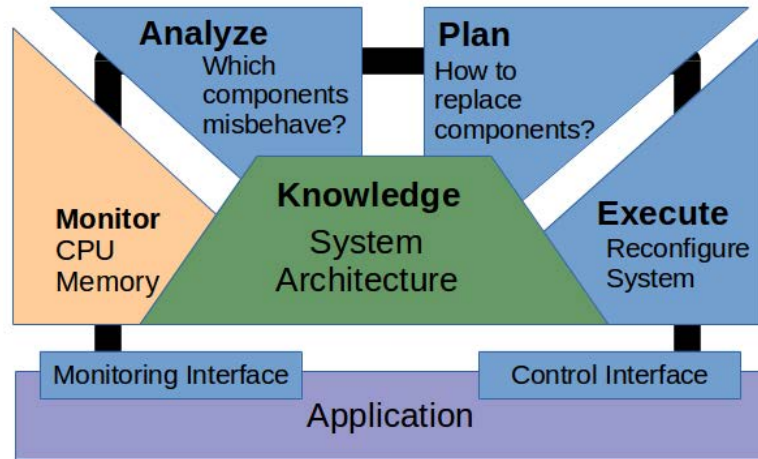 Analyze
Which
components
misbehave?
Plan
How to
replace
components?
Monitor
CPU
Memory
Knowledge
System
Architecture
Execute
Reconfigure
System
Monitoring Interface
Control Interface
Application